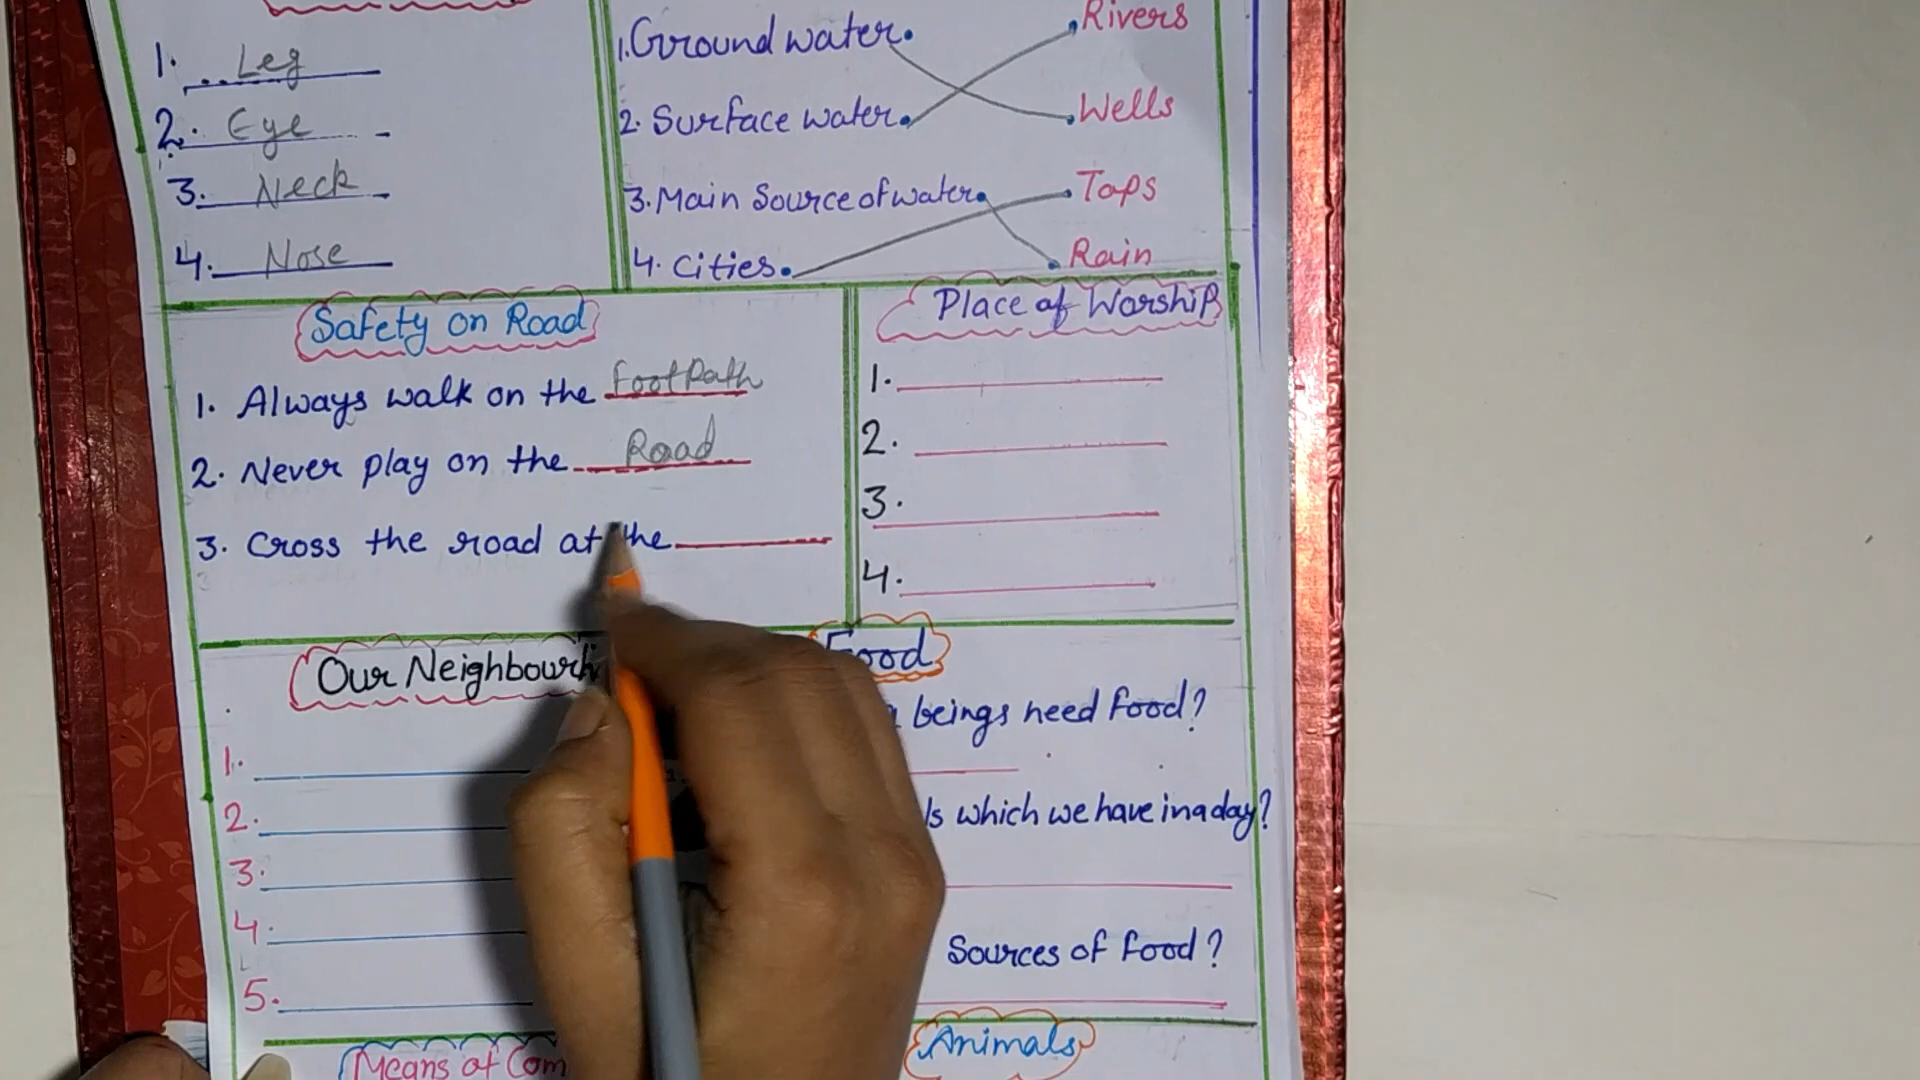 1. Leg
2. Eye
3. Neck
4. Nose
1. Ground water. Rivers
2. Surface water. Wells
3. Main Source of water. Taps
4. Cities. Rain
Safety on Road
1. Always walk on the footPath
2. Never play on the Road
3. Cross the road at the
Place of Worship
1.
2.
3.
4.
Our
1.
2.
3.
4.
5.
Food
beings need food?
which we have in a day?
Sources of food?
Means of
Animals